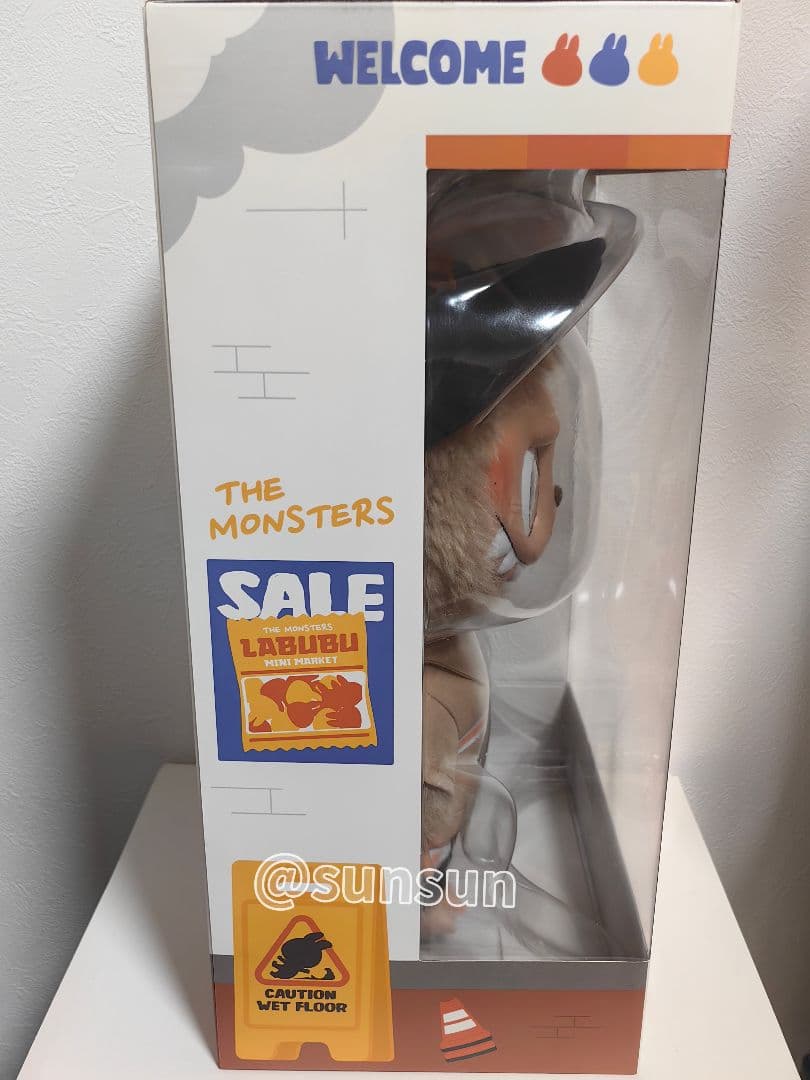 WELCOME
THE
MONSTERS
SALE
THE MONSTERS
LABUBU
MINI MARKET
@sunsun
CAUTION
WET FLOOR